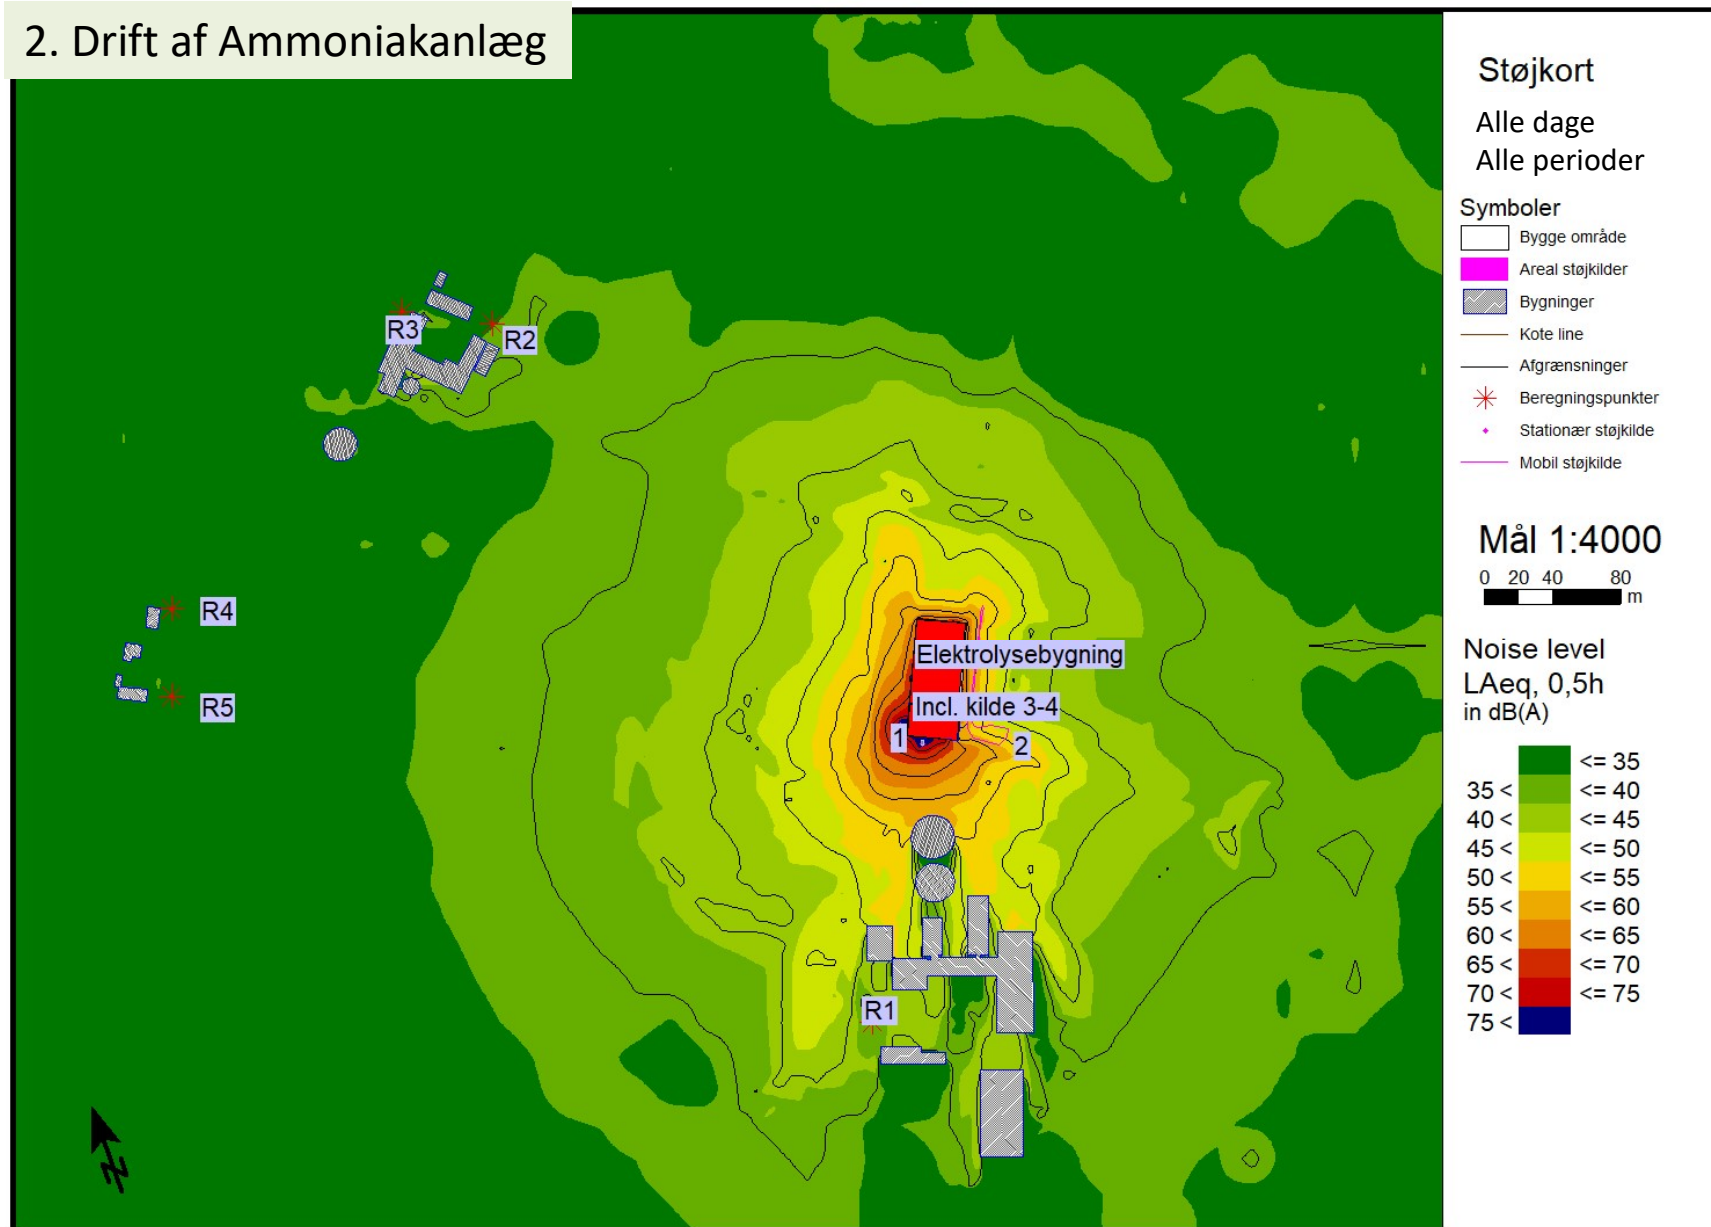 2. Drift af Ammoniakanlæg
Støjkort
Alle dage
Alle perioder
Symboler
Bygge område
Areal støjkilder
Bygninger
Kote line
Afgrænsninger
Beregningspunkter
Stationær støjkilde
Mobil støjkilde
Mål 1:4000
0 20 40 80
m
Noise level
LAeq, 0,5h
in dB(A)
<= 35
35 < <= 40
40 < <= 45
45 < <= 50
50 < <= 55
55 < <= 60
60 < <= 65
65 < <= 70
70 < <= 75
75 <
R3
R2
R4
R5
Elektrolysebygning
Incl. kilde 3-4
1
2
R1
N